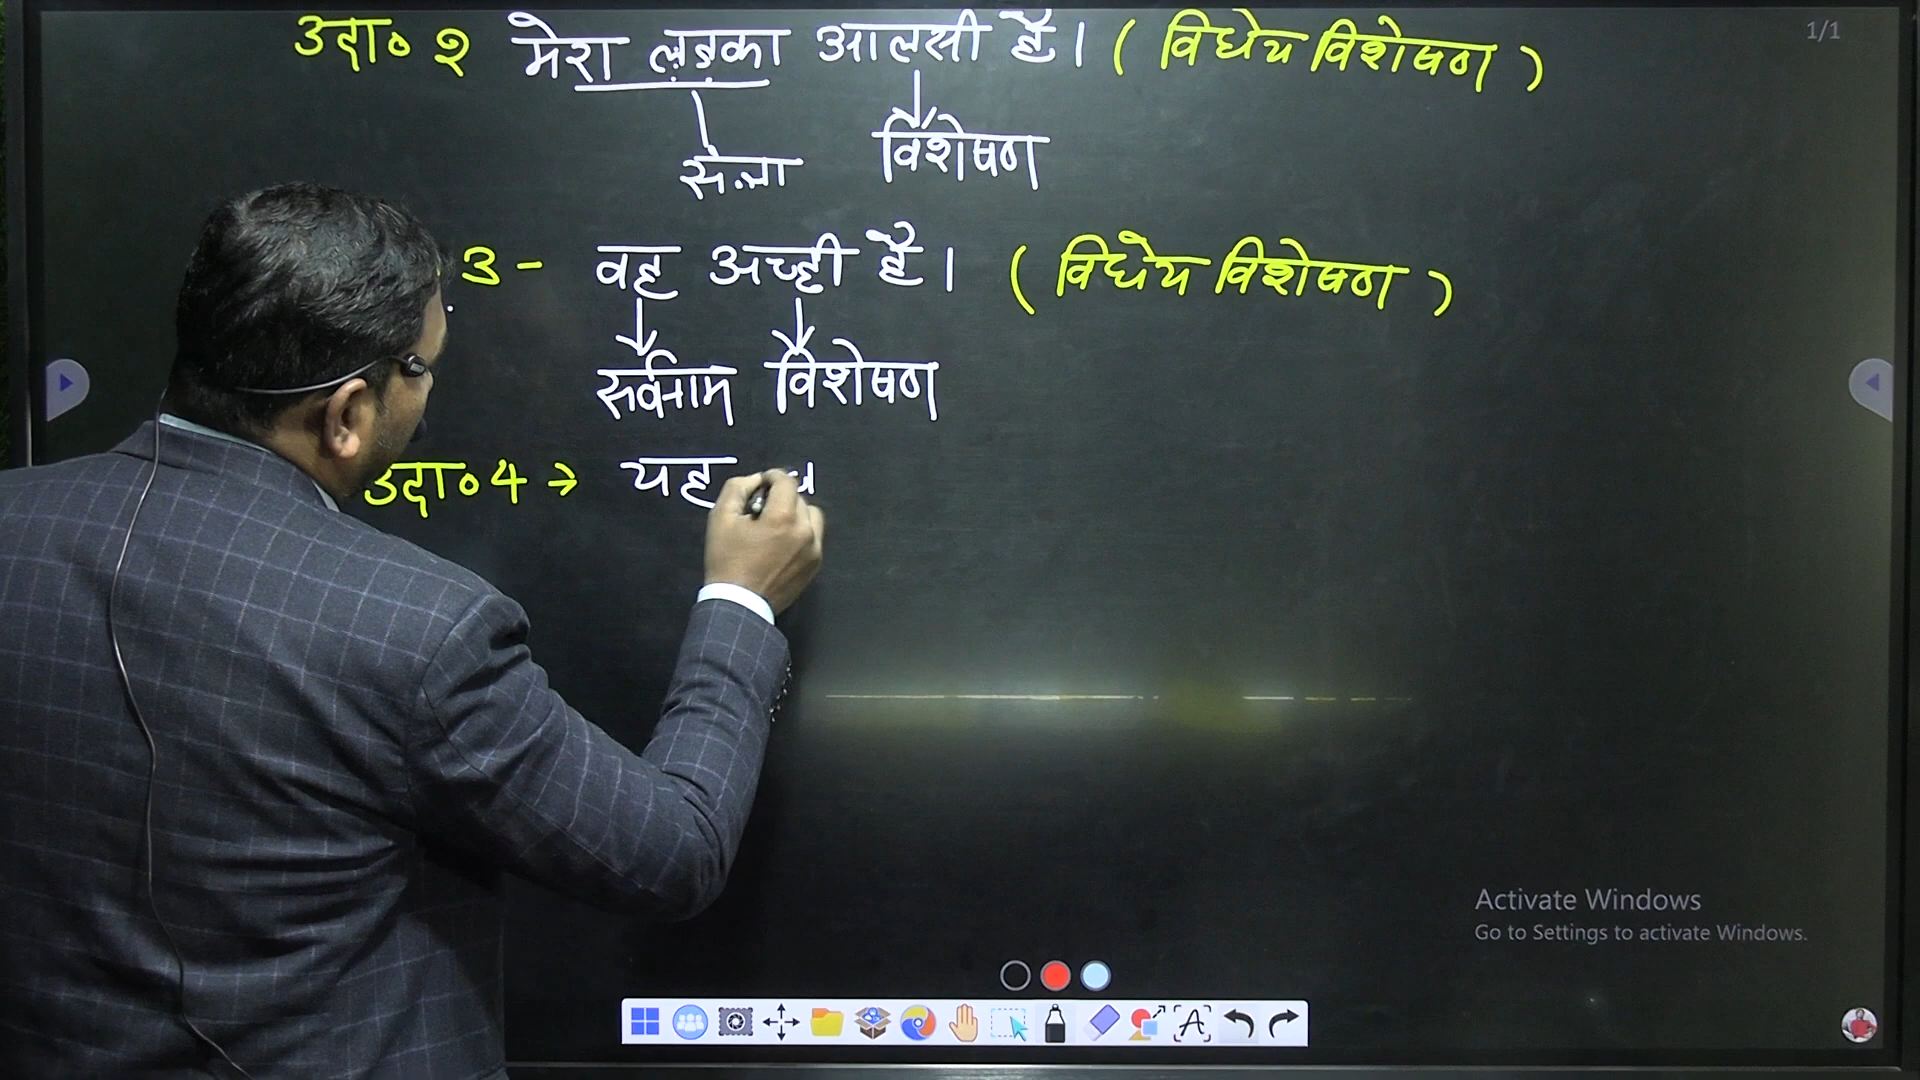 उदा० २ मेरा लड़का आलसी है। ( विधेय विशेषण )
1/1
संज्ञा विशेषण
3 - वह अच्छी है। ( विधेय विशेषण )
सर्वनाम विशेषण
उदा० 4 → यह
Activate Windows
Go to Settings to activate Windows.